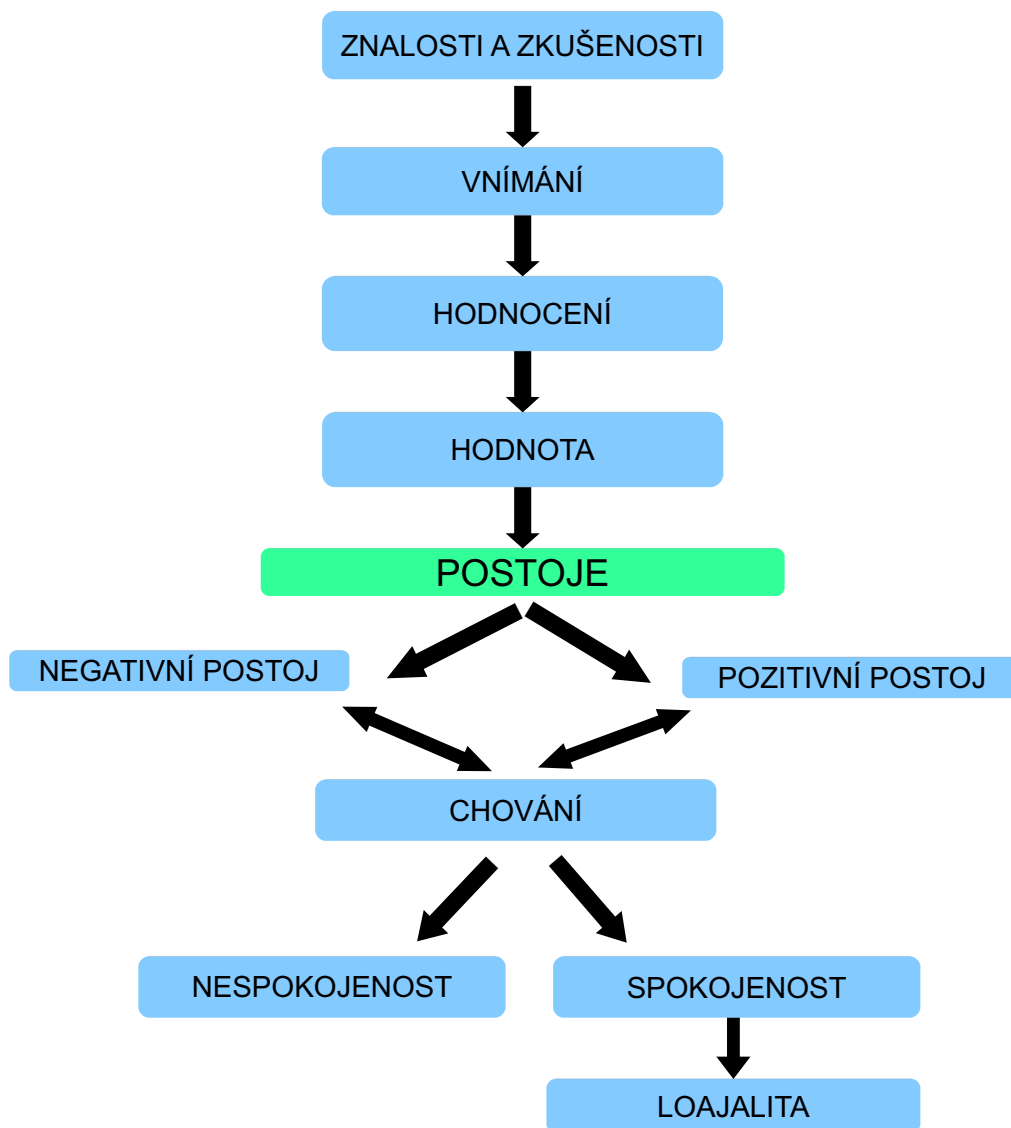 ZNALOSTI A ZKUŠENOSTI
VNÍMÁNÍ
HODNOCENÍ
HODNOTA
POSTOJE
NEGATIVNÍ POSTOJ
POZITIVNÍ POSTOJ
CHOVÁNÍ
NESPOKOJENOST
SPOKOJENOST
LOAJALITA